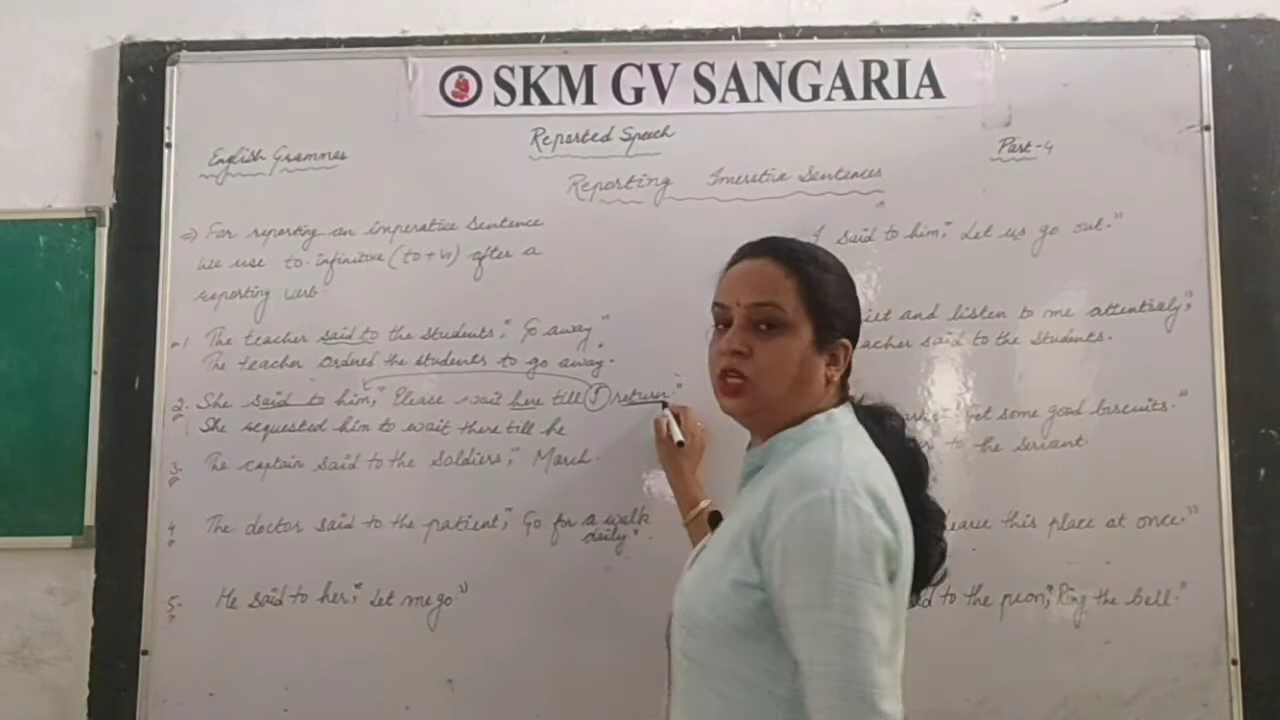 SKM GV SANGARIA
Reported Speech
English Grammar
Part-4
Reporting Imerative Sentences
=> For reporting an imperative sentence
we use to-infinitive (to+V1) after a
reporting verb.
1 The teacher said to the students, "Go away"
The teacher ordered the students to go away.
2- She said to him, "Please wait here till I return."
She requested him to wait there till he
3- The captain said to the soldiers, "March.
4 The doctor said to the patient, "Go for a walk
daily".
5- He said to her, "Let me go"
I said to him, "Let us go out."
and listen to me attentively,"
said to the students.
some good biscuits."
to the servant
this place at once."
to the peon, "Ring the bell."